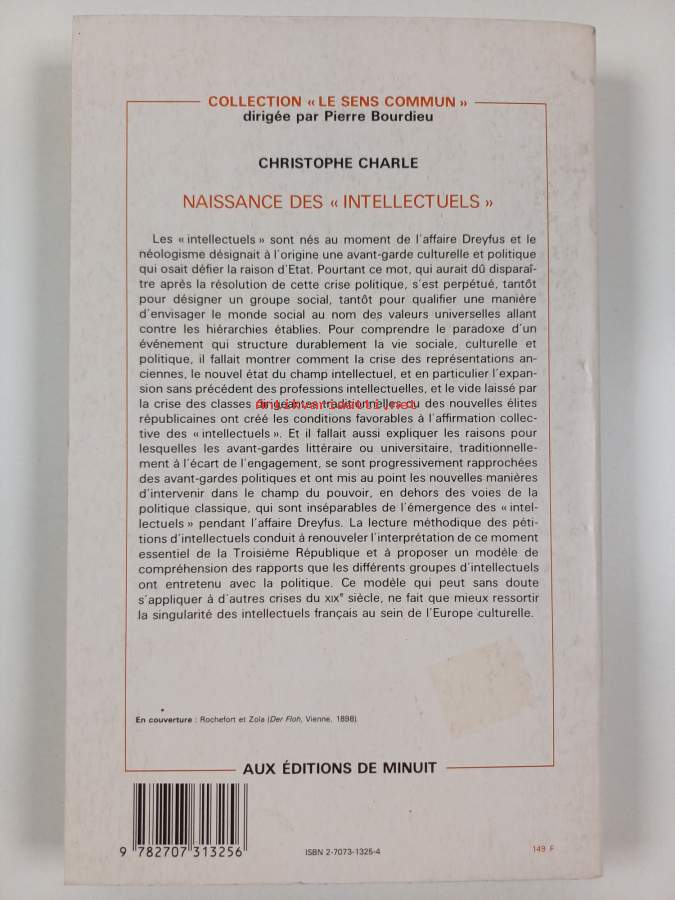 COLLECTION « LE SENS COMMUN »
dirigée par Pierre Bourdieu
CHRISTOPHE CHARLE
NAISSANCE DES « INTELLECTUELS »
Les « intellectuels » sont nés au moment de l'affaire Dreyfus et le
néologisme désignait à l'origine une avant-garde culturelle et politique
qui osait défier la raison d'Etat. Pourtant ce mot, qui aurait dû disparaî-
tre après la résolution de cette crise politique, s'est perpétué, tantôt
pour désigner un groupe social, tantôt pour qualifier une manière
d'envisager le monde social au nom des valeurs universelles allant
contre les hiérarchies établies. Pour comprendre le paradoxe d'un
événement qui structure durablement la vie sociale, culturelle et
politique, il fallait montrer comment la crise des représentations an-
ciennes, le nouvel état du champ intellectuel, et en particulier l'expan-
sion sans précédent des professions intellectuelles, et le vide laissé par
la crise des classes dirigeantes traditionnelles ou des nouvelles élites
républicaines ont créé les conditions favorables à l'affirmation collec-
tive des « intellectuels ». Et il fallait aussi expliquer les raisons pour
lesquelles les avant-gardes littéraire ou universitaire, traditionnelle-
ment à l'écart de l'engagement, se sont progressivement rapprochées
des avant-gardes politiques et ont mis au point les nouvelles manières
d'intervenir dans le champ du pouvoir, en dehors des voies de la
politique classique, qui sont inséparables de l'émergence des « intel-
lectuels » pendant l'affaire Dreyfus. La lecture méthodique des péti-
tions d'intellectuels conduit à renouveler l'interprétation de ce moment
essentiel de la Troisième République et à proposer un modèle de
compréhension des rapports que les différents groupes d'intellectuels
ont entretenu avec la politique. Ce modèle qui peut sans doute
s'appliquer à d'autres crises du XIXe siècle, ne fait que mieux ressortir
la singularité des intellectuels français au sein de l'Europe culturelle.
En couverture : Rochefort et Zola (Der Floh, Vienne, 1898).
AUX ÉDITIONS DE MINUIT
9 782707 313256
ISBN 2-7073-1325-4
149 F